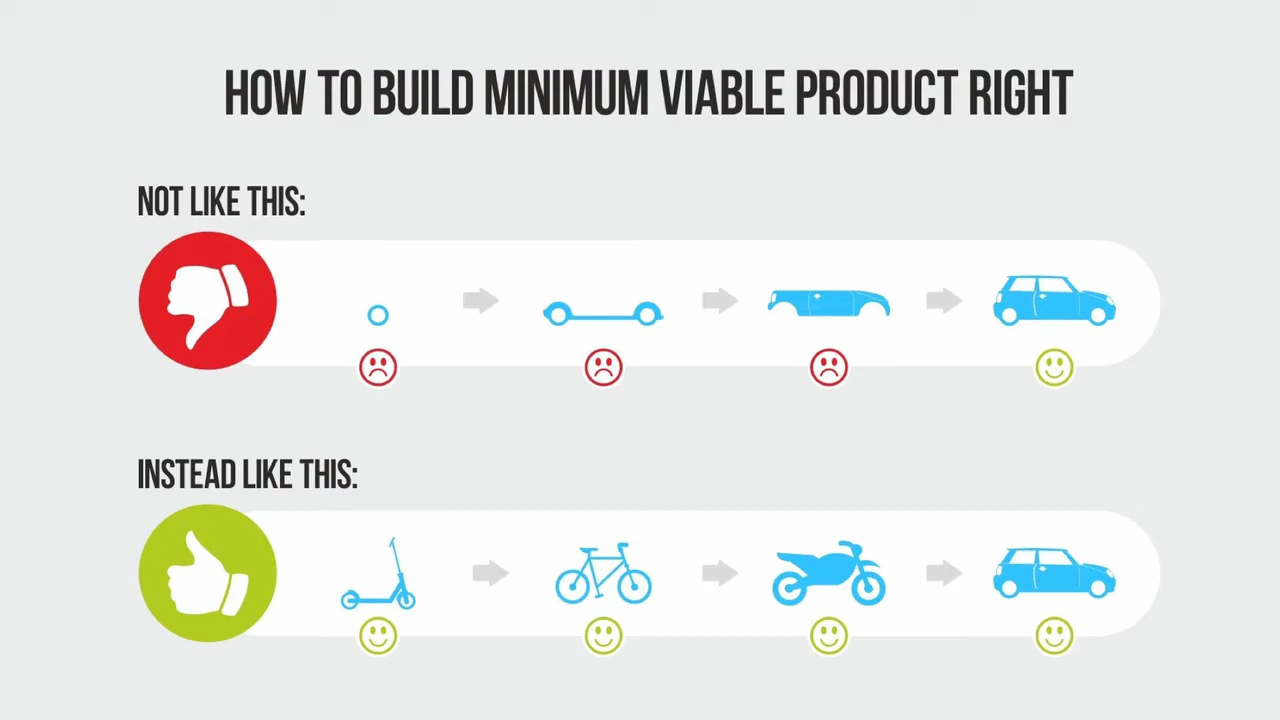 HOW TO BUILD MINIMUM VIABLE PRODUCT RIGHT
NOT LIKE THIS:
INSTEAD LIKE THIS: